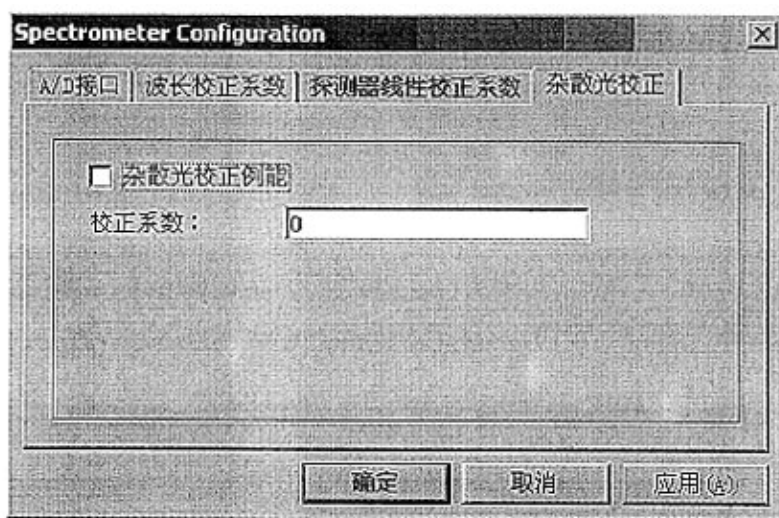 Spectrometer Configuration
A/D接口 波长校正系数 探测器线性校正系数 杂散光校正
杂散光校正例能
校正系数： 0
确定 取消 应用(A)